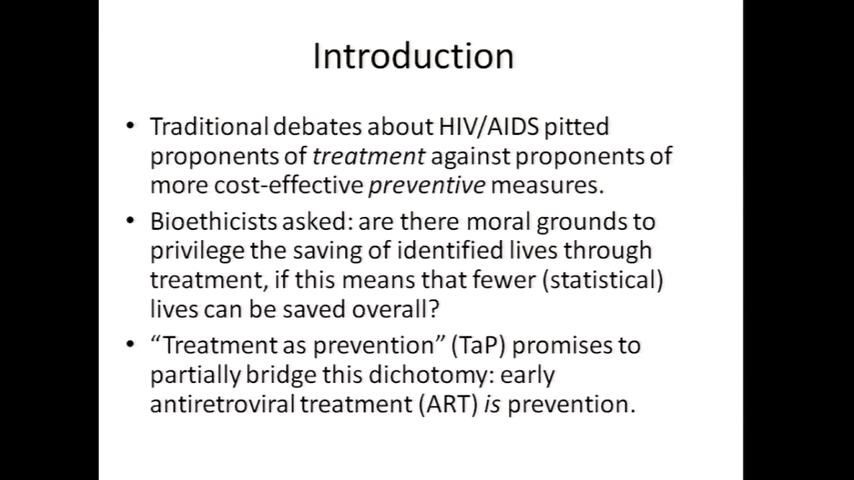 Introduction
• Traditional debates about HIV/AIDS pitted
proponents of treatment against proponents of
more cost-effective preventive measures.
• Bioethicists asked: are there moral grounds to
privilege the saving of identified lives through
treatment, if this means that fewer (statistical)
lives can be saved overall?
• “Treatment as prevention” (TaP) promises to
partially bridge this dichotomy: early
antiretroviral treatment (ART) is prevention.